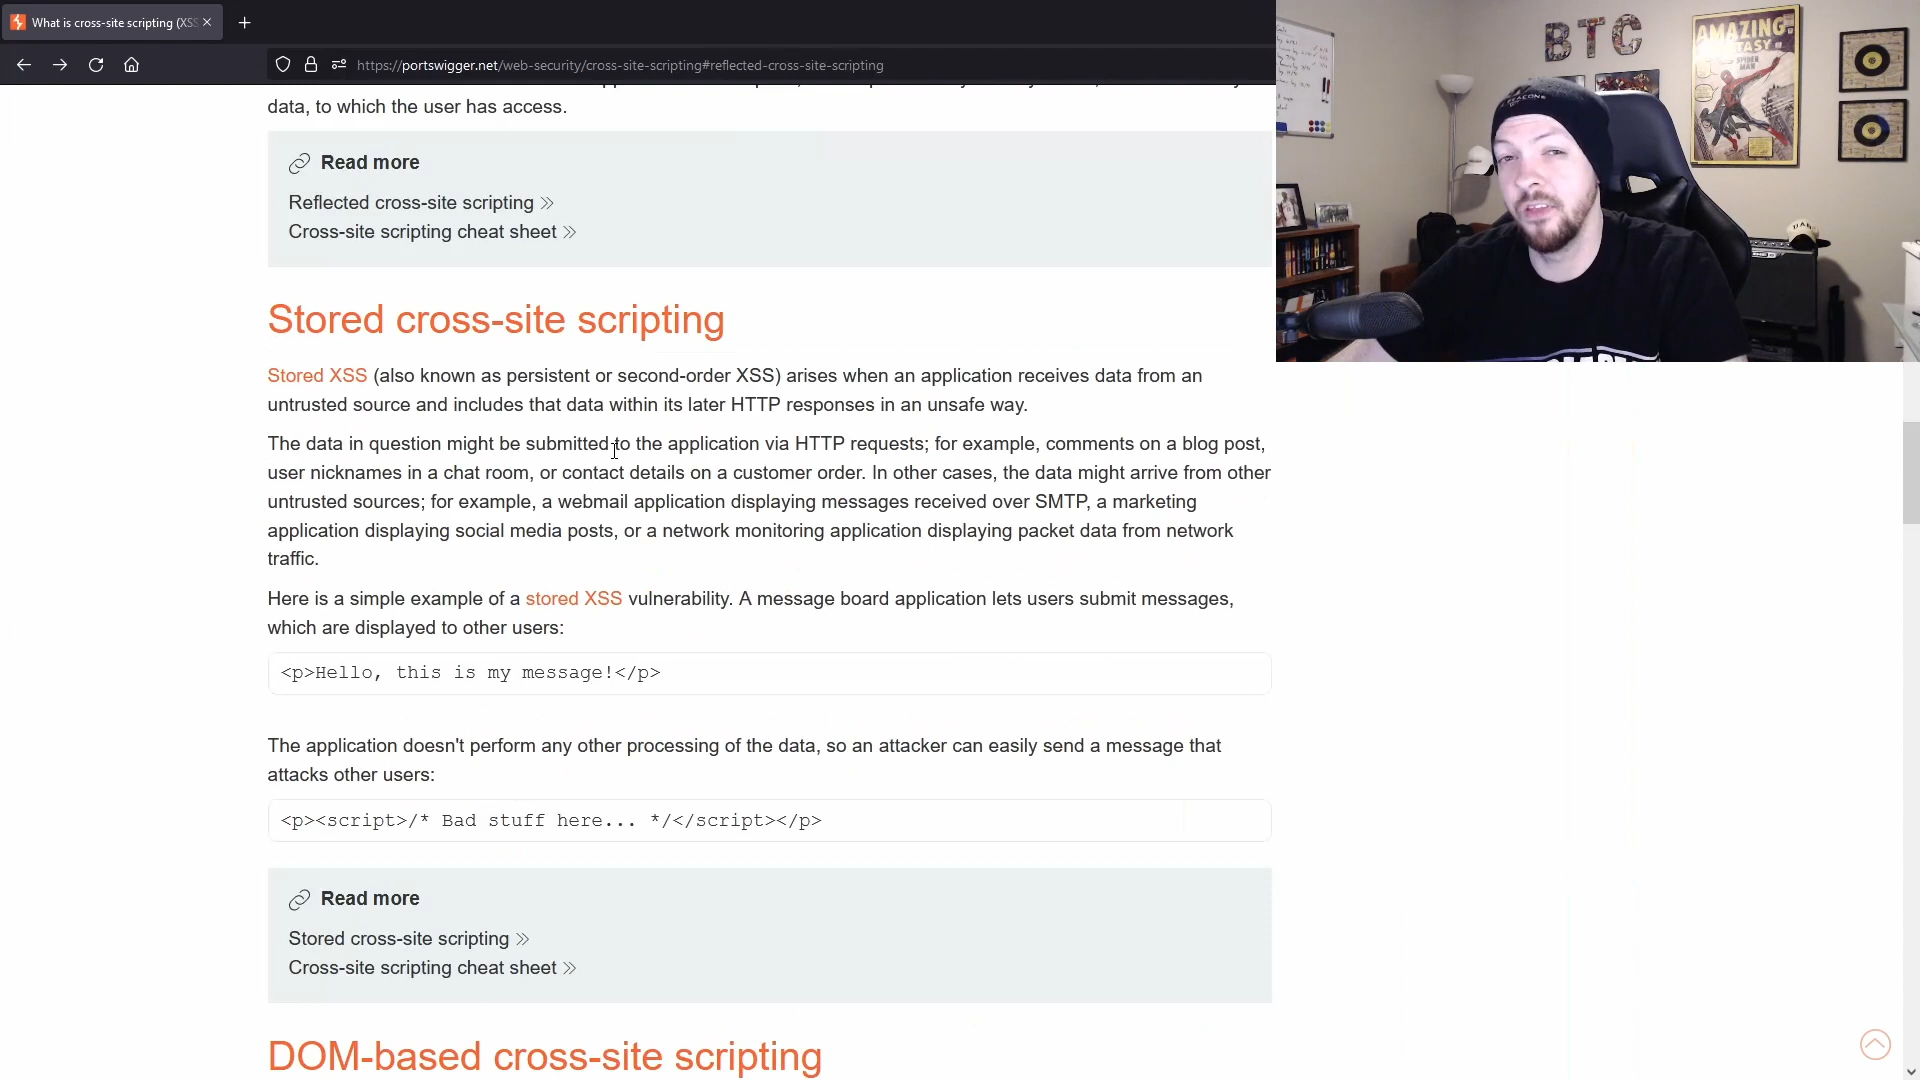 What is cross-site scripting (XSS
https://portswigger.net/web-security/cross-site-scripting#reflected-cross-site-scripting
data, to which the user has access.
Read more
Reflected cross-site scripting
Cross-site scripting cheat sheet
Stored cross-site scripting
Stored XSS (also known as persistent or second-order XSS) arises when an application receives data from an
untrusted source and includes that data within its later HTTP responses in an unsafe way.
The data in question might be submitted to the application via HTTP requests; for example, comments on a blog post,
user nicknames in a chat room, or contact details on a customer order. In other cases, the data might arrive from other
untrusted sources; for example, a webmail application displaying messages received over SMTP, a marketing
application displaying social media posts, or a network monitoring application displaying packet data from network
traffic.
Here is a simple example of a stored XSS vulnerability. A message board application lets users submit messages,
which are displayed to other users:
<p>Hello, this is my message!</p>
The application doesn't perform any other processing of the data, so an attacker can easily send a message that
attacks other users:
<p><script>/* Bad stuff here... */</script></p>
Read more
Stored cross-site scripting
Cross-site scripting cheat sheet
DOM-based cross-site scripting
BTC
AMAZING
SPIDER
MAN